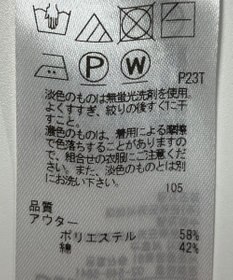 P W
P23T
淡色のものは無蛍光洗剤を使用
よくすすぎ、絞りの後すぐに干
すこと。
濃色のものは、着用による摩擦
で色落ちすることがありますの
で、組合せの衣服にご注意くだ
さい。また、淡色のものとは別
にお洗い下さい。
105
品質
アウター
ポリエステル 58%
綿 42%